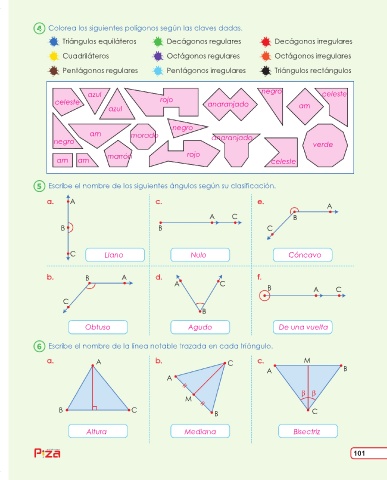 4 Colorea los siguientes polígonos según las claves dadas.
Triángulos equiláteros
Decágonos regulares
Decágonos irregulares
Cuadriláteros
Octágonos regulares
Octágonos irregulares
Pentágonos regulares
Pentágonos irregulares
Triángulos rectángulos
celeste
azul
azul
rojo
anaranjado
negro
am
celeste
negro
am
morado
negro
anaranjado
verde
am
am
marrón
rojo
celeste
5 Escribe el nombre de los siguientes ángulos según su clasificación.
a.
A
B
C
Llano
c.
B
A
C
Nulo
e.
A
B
C
Cóncavo
b.
B
A
C
Obtuso
d.
A
C
B
Agudo
f.
B
A
C
De una vuelta
6 Escribe el nombre de la línea notable trazada en cada triángulo.
a.
A
B
C
Altura
b.
C
A
M
B
Mediana
c.
M
A
B
β β
C
Bisectriz
Pizza
101